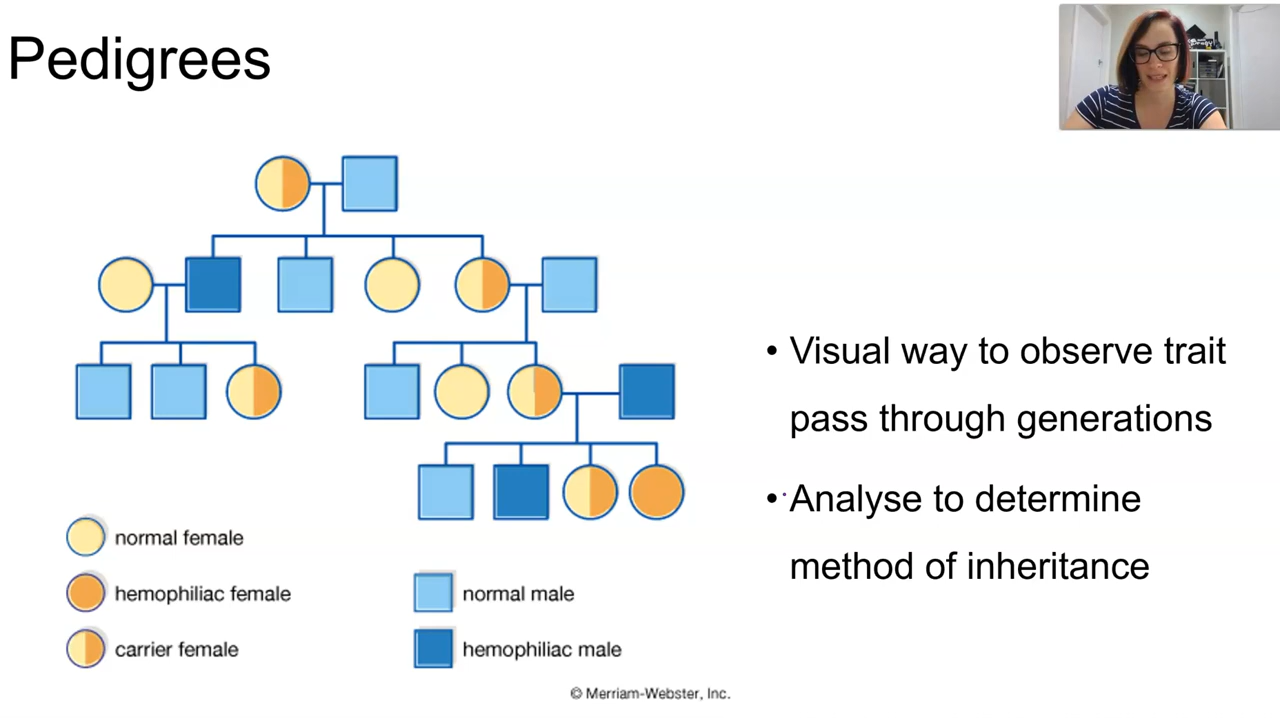 Pedigrees
• Visual way to observe trait
pass through generations
• Analyse to determine
method of inheritance
normal female
hemophiliac female
carrier female
normal male
hemophiliac male
© Merriam-Webster, Inc.